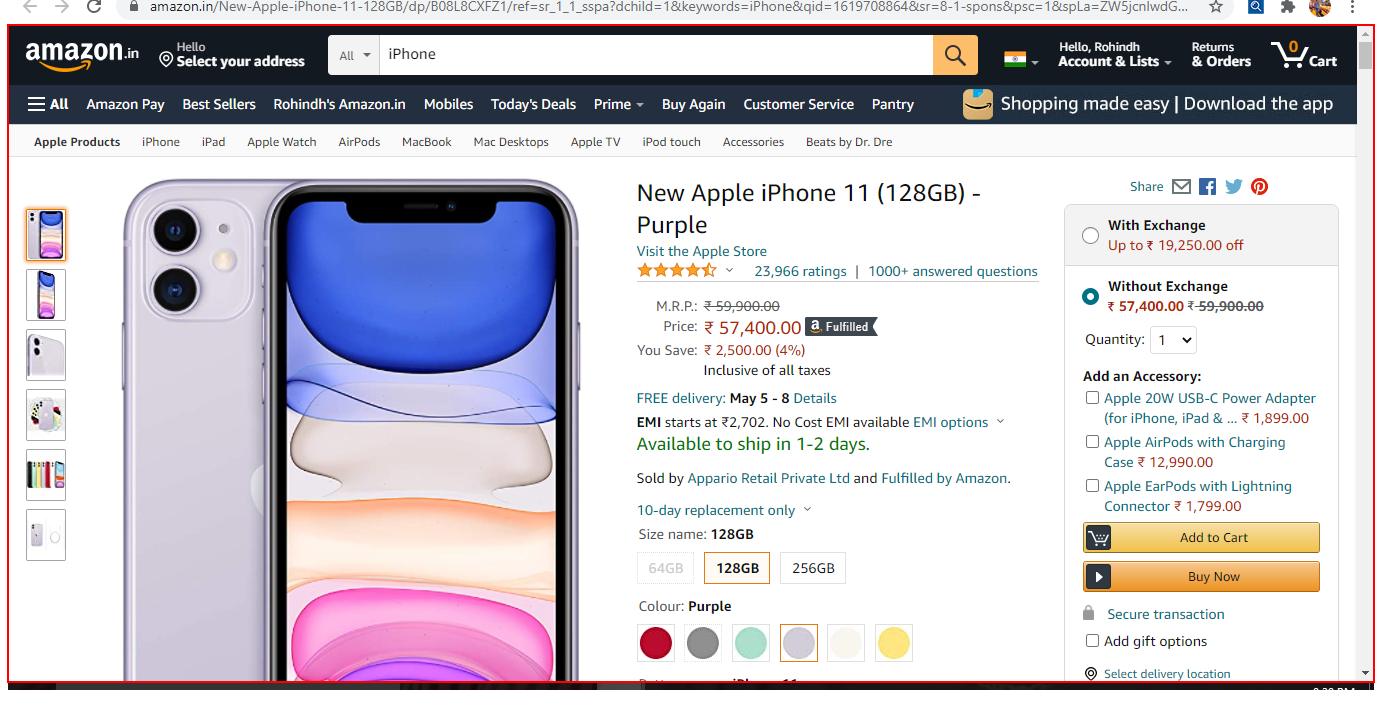 amazon.in/New-Apple-iPhone-11-128GB/dp/B08L8CXFZ1/ref=sr_1_1_sspa?dchild=1&keywords=iPhone&qid=1619708864&sr=8-1-spons&psc=1&spLa=ZW5jcnlwdG...
amazon.in
Hello
Select your address
All
iPhone
Hello, Rohindh
Account & Lists
Returns
& Orders
0
Cart
All Amazon Pay Best Sellers Rohindh's Amazon.in Mobiles Today's Deals Prime Buy Again Customer Service Pantry
Shopping made easy | Download the app
Apple Products iPhone iPad Apple Watch AirPods MacBook Mac Desktops Apple TV iPod touch Accessories Beats by Dr. Dre
New Apple iPhone 11 (128GB) -
Purple
Visit the Apple Store
23,966 ratings | 1000+ answered questions
M.R.P.: ₹ 59,900.00
Price: ₹ 57,400.00 a Fulfilled
You Save: ₹ 2,500.00 (4%)
Inclusive of all taxes
FREE delivery: May 5 - 8 Details
EMI starts at ₹2,702. No Cost EMI available EMI options
Available to ship in 1-2 days.
Sold by Appario Retail Private Ltd and Fulfilled by Amazon.
10-day replacement only
Size name: 128GB
64GB 128GB 256GB
Colour: Purple
Share
With Exchange
Up to ₹ 19,250.00 off
Without Exchange
₹ 57,400.00 ₹ 59,900.00
Quantity: 1
Add an Accessory:
Apple 20W USB-C Power Adapter
(for iPhone, iPad & ... ₹ 1,899.00
Apple AirPods with Charging
Case ₹ 12,990.00
Apple EarPods with Lightning
Connector ₹ 1,799.00
Add to Cart
Buy Now
Secure transaction
Add gift options
Select delivery location